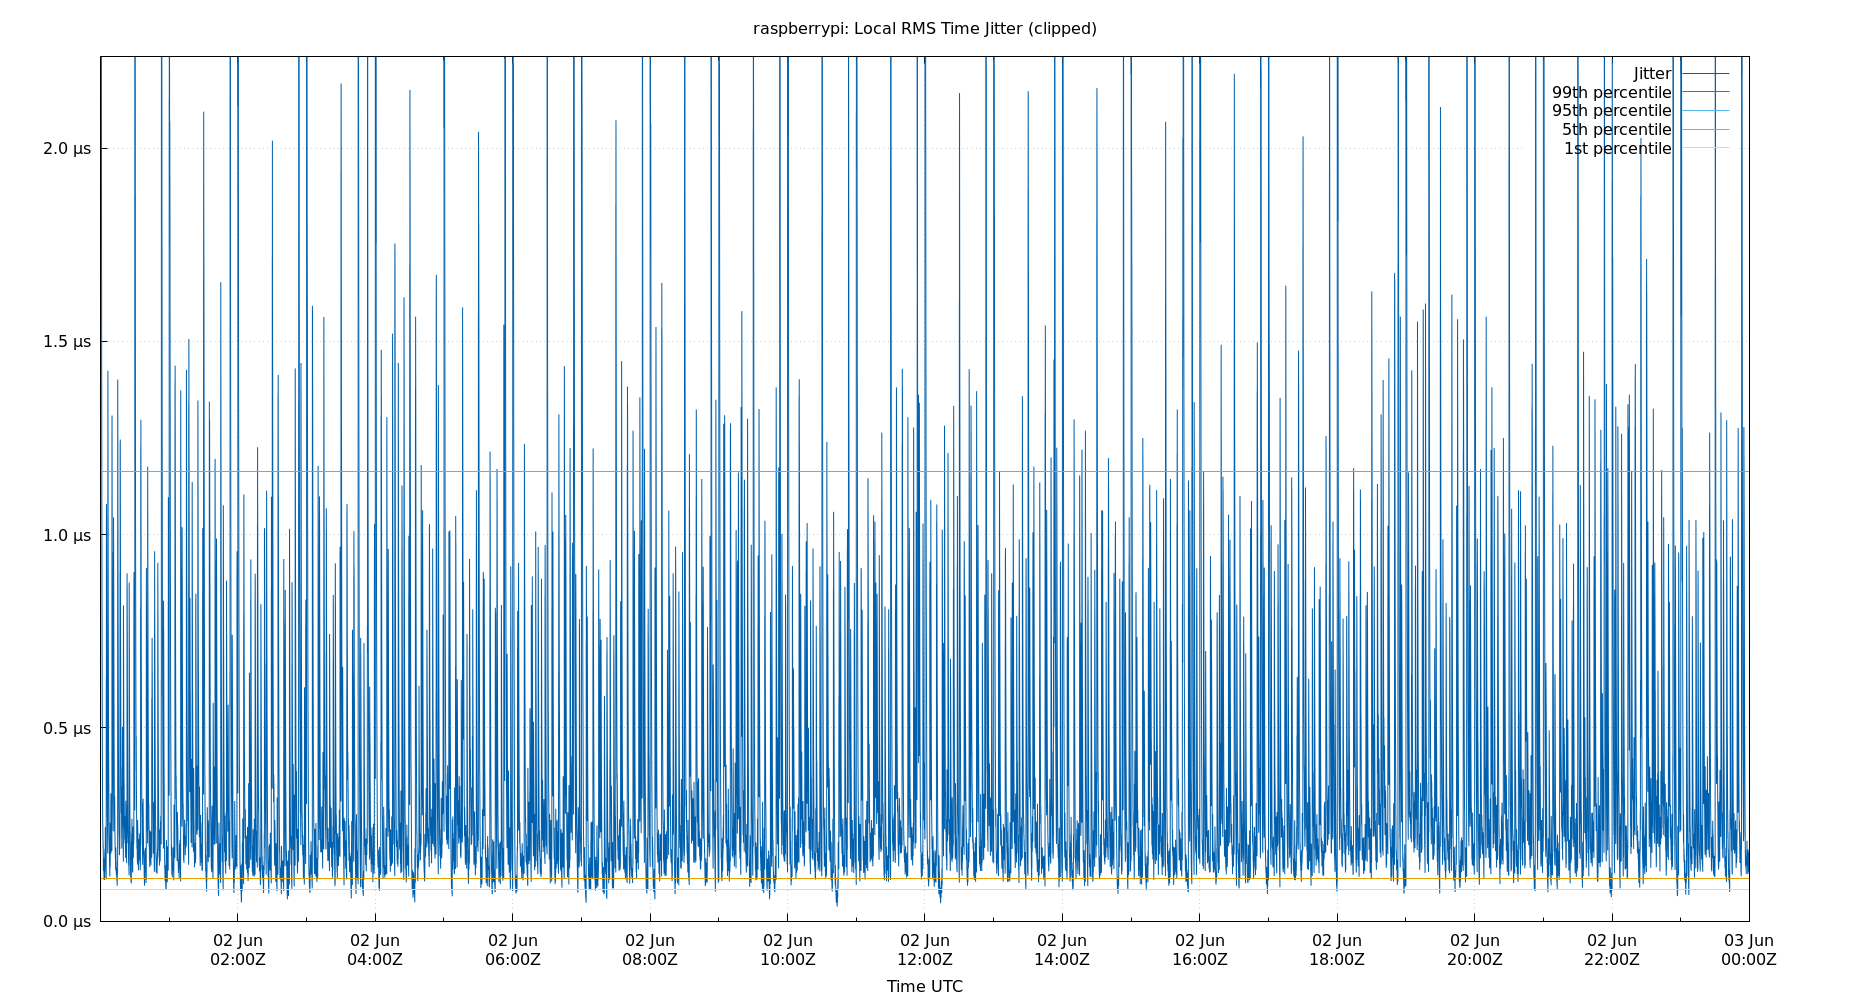 raspberrypi: Local RMS Time Jitter (clipped)
Jitter
99th percentile
95th percentile
5th percentile
1st percentile
2.0 µs
1.5 µs
1.0 µs
0.5 µs
0.0 µs
02 Jun 02 Jun 02 Jun 02 Jun 02 Jun 02 Jun 02 Jun 02 Jun 02 Jun 02 Jun 02 Jun 03 Jun
02:00Z 04:00Z 06:00Z 08:00Z 10:00Z 12:00Z 14:00Z 16:00Z 18:00Z 20:00Z 22:00Z 00:00Z
Time UTC